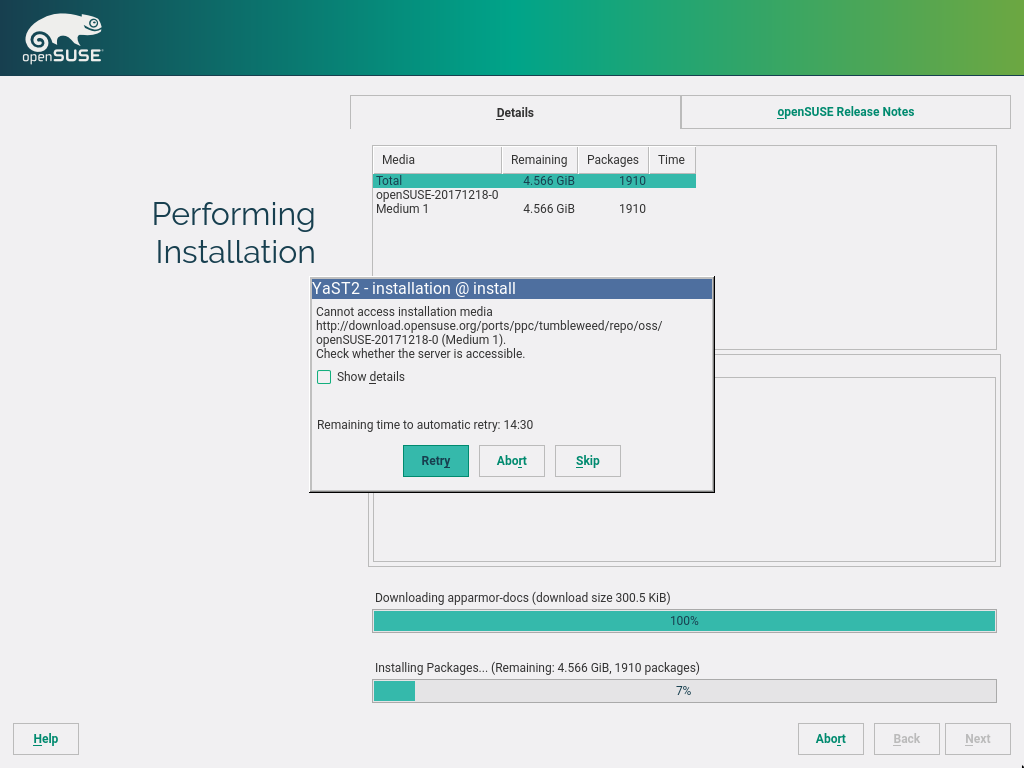 openSUSE
Details
openSUSE Release Notes
Media Remaining Packages Time
Total 4.566 GiB 1910
openSUSE-20171218-0
Medium 1 4.566 GiB 1910
Performing
Installation
YaST2 - installation @ install
Cannot access installation media
http://download.opensuse.org/ports/ppc/tumbleweed/repo/oss/
openSUSE-20171218-0 (Medium 1).
Check whether the server is accessible.
Show details
Remaining time to automatic retry: 14:30
Retry Abort Skip
Downloading apparmor-docs (download size 300.5 KiB)
100%
Installing Packages... (Remaining: 4.566 GiB, 1910 packages)
7%
Help Abort Back Next